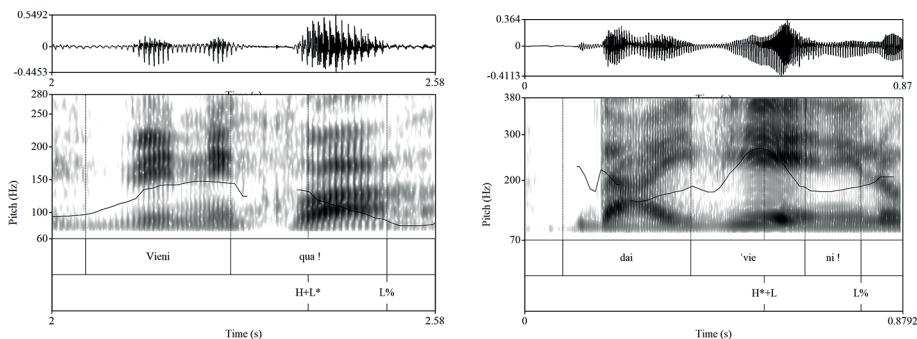 0.5492
0
-0.4453
2
2.58
280
250
200
150
100
60
Pitch (Hz)
Vieni
qua !
H+L*
L%
2
2.58
Time (s)
0.364
0
-0.4113
0
0.87
380
300
200
70
Pitch (Hz)
dai
'vie
ni !
H*+L
L%
0
0.8792
Time (s)